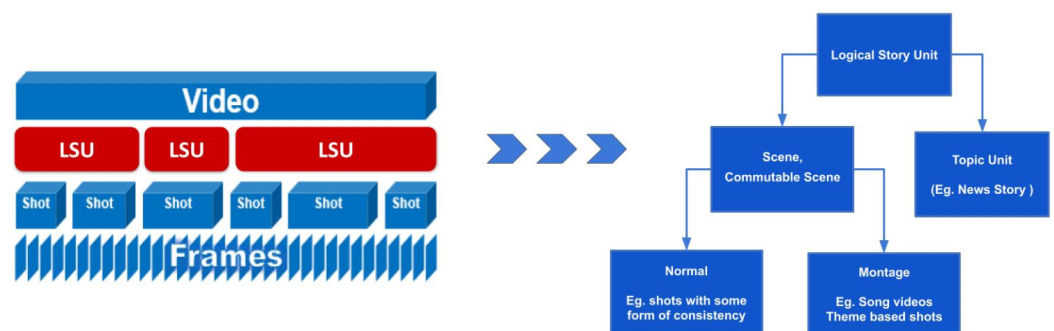 Video
LSU LSU LSU
Shot Shot Shot Shot Shot Shot
Frames
Logical Story Unit
Scene,
Commutable Scene
Topic Unit
(Eg. News Story )
Normal
Eg. shots with some
form of consistency
Montage
Eg. Song videos
Theme based shots